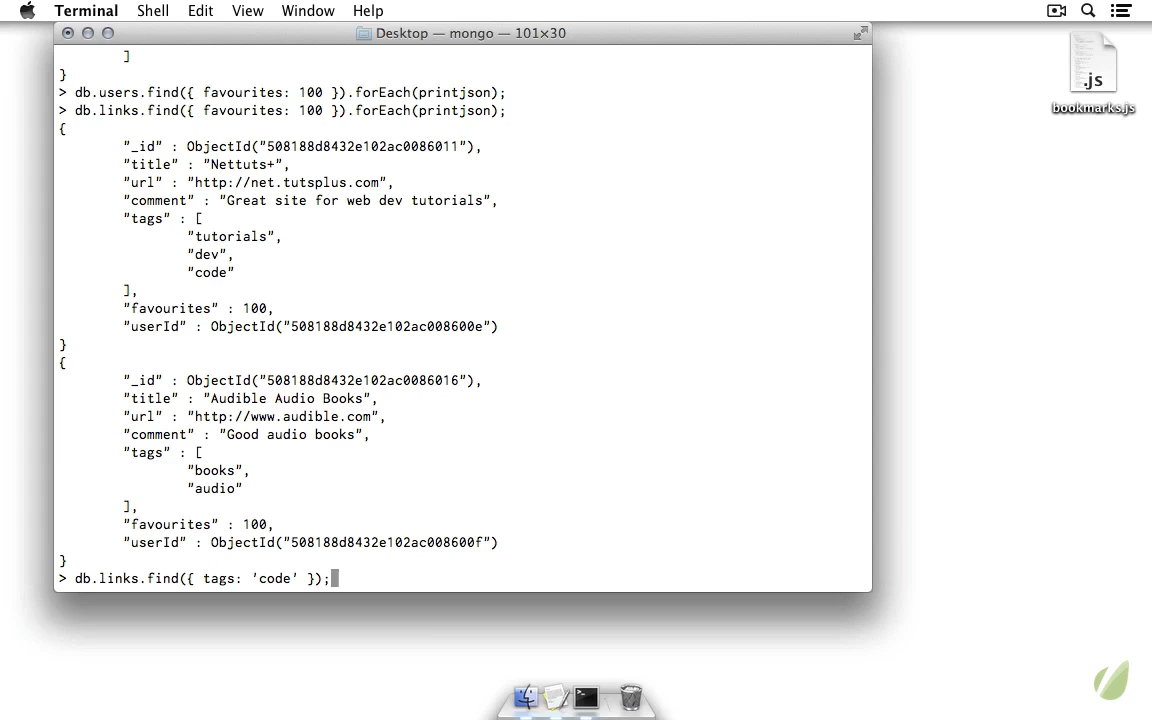 Terminal Shell Edit View Window Help
Desktop — mongo — 101×30
]
}
> db.users.find({ favourites: 100 }).forEach(printjson);
> db.links.find({ favourites: 100 }).forEach(printjson);
{
"_id" : ObjectId("508188d8432e102ac0086011"),
"title" : "Nettuts+",
"url" : "http://net.tutsplus.com",
"comment" : "Great site for web dev tutorials",
"tags" : [
"tutorials",
"dev",
"code"
],
"favourites" : 100,
"userId" : ObjectId("508188d8432e102ac008600e")
}
{
"_id" : ObjectId("508188d8432e102ac0086016"),
"title" : "Audible Audio Books",
"url" : "http://www.audible.com",
"comment" : "Good audio books",
"tags" : [
"books",
"audio"
],
"favourites" : 100,
"userId" : ObjectId("508188d8432e102ac008600f")
}
> db.links.find({ tags: 'code' });
.js
bookmarks.js